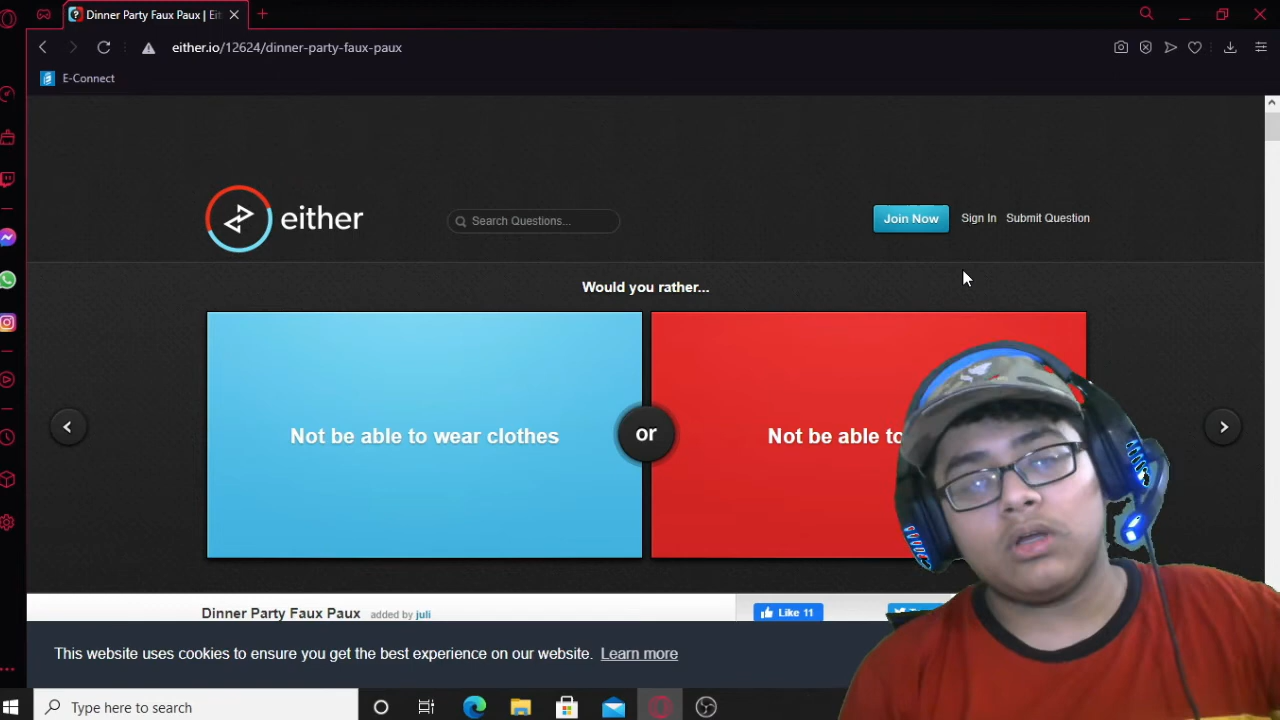 Dinner Party Faux Paux | Eit
either.io/12624/dinner-party-faux-paux
E-Connect
either
Search Questions...
Join Now
Sign In
Submit Question
Would you rather...
Not be able to wear clothes
or
Not be able to
Dinner Party Faux Paux added by juli
Like 11
This website uses cookies to ensure you get the best experience on our website. Learn more
Type here to search